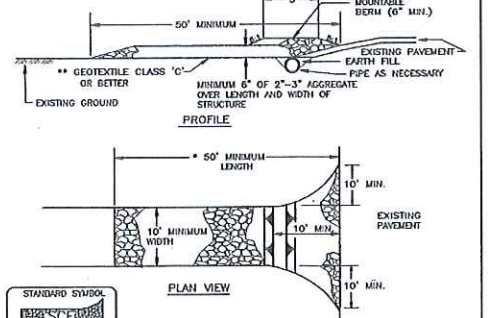 MOUNTABLE
BERM (6" MIN.)
50' MINIMUM
EXISTING PAVEMENT
EARTH FILL
PIPE AS NECESSARY
** GEOTEXTILE CLASS 'C'
OR BETTER
MINIMUM 6" OF 2"-3" AGGREGATE
OVER LENGTH AND WIDTH OF
STRUCTURE
EXISTING GROUND
PROFILE
* 50' MINIMUM
LENGTH
10' MIN.
10' MINIMUM
WIDTH
10' MIN.
EXISTING
PAVEMENT
PLAN VIEW
10' MIN.
STANDARD SYMBOL
SCE